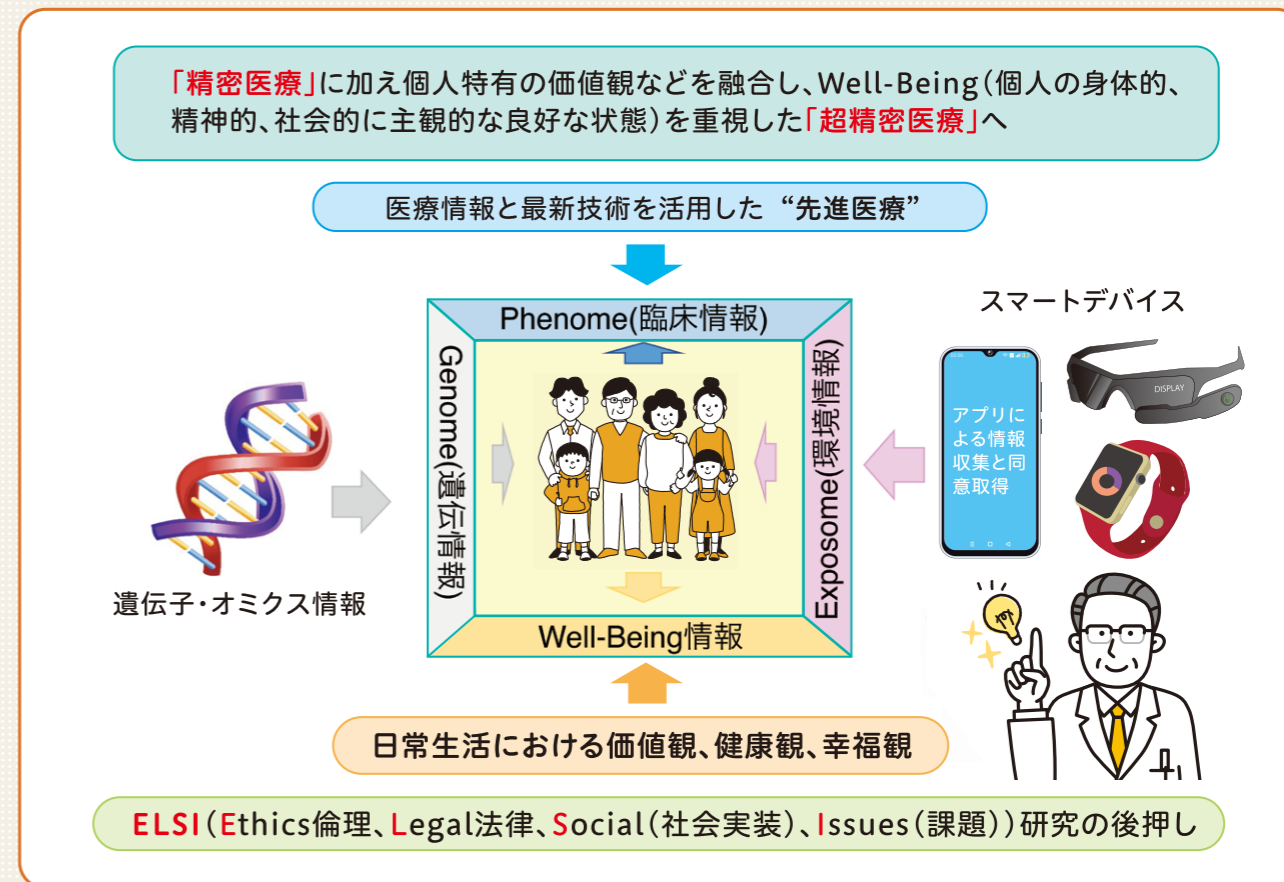 「精密医療」に加え個人特有の価値観などを融合し、Well-Being(個人の身体的、
精神的、社会的に主観的な良好な状態)を重視した「超精密医療」へ
医療情報と最新技術を活用した “先進医療”
Phenome(臨床情報)
Genome(遺伝情報)
Exposome(環境情報)
Well-Being情報
遺伝子・オミクス情報
スマートデバイス
アプリに
よる情報
収集と同
意取得
DISPLAY
日常生活における価値観、健康観、幸福観
ELSI(Ethics倫理、Legal法律、Social(社会実装)、Issues(課題))研究の後押し